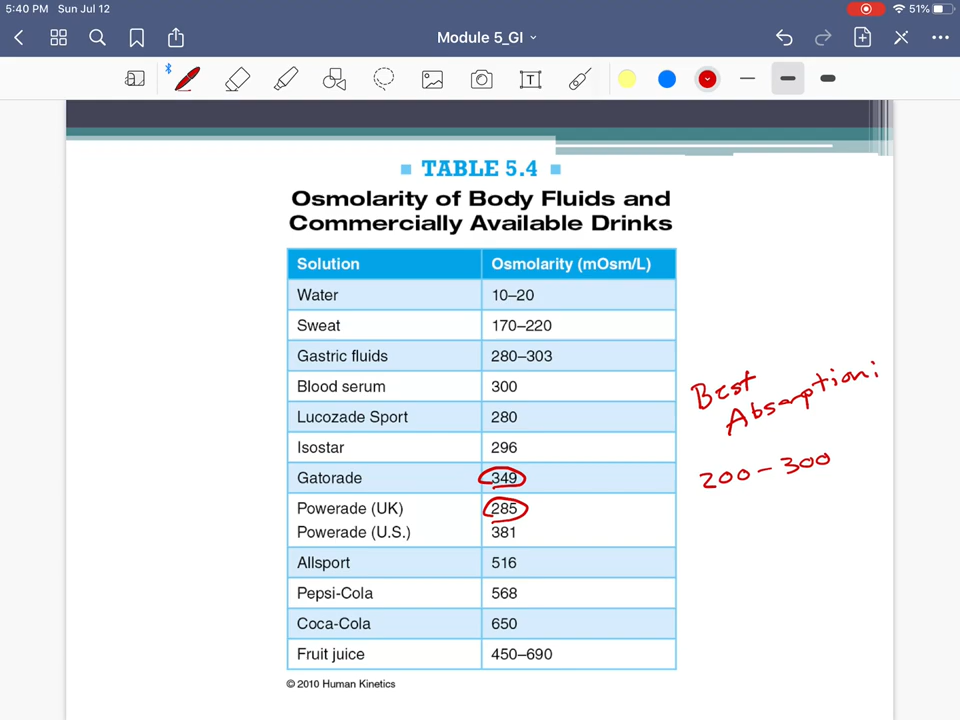 5:40 PM Sun Jul 12
51%
Module 5_GI
T
TABLE 5.4
Osmolarity of Body Fluids and
Commercially Available Drinks
Solution Osmolarity (mOsm/L)
Water 10–20
Sweat 170–220
Gastric fluids 280–303
Blood serum 300
Lucozade Sport 280
Isostar 296
Gatorade 349
Powerade (UK) 285
Powerade (U.S.) 381
Allsport 516
Pepsi-Cola 568
Coca-Cola 650
Fruit juice 450–690
© 2010 Human Kinetics
Best
Absorption:
200 – 300